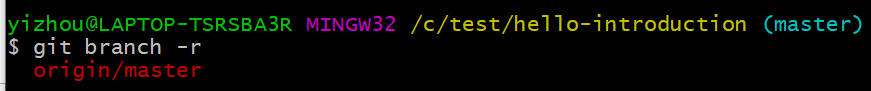 yizhou@LAPTOP-TSRSBA3R MINGW32 /c/test/hello-introduction (master)
$ git branch -r
  origin/master